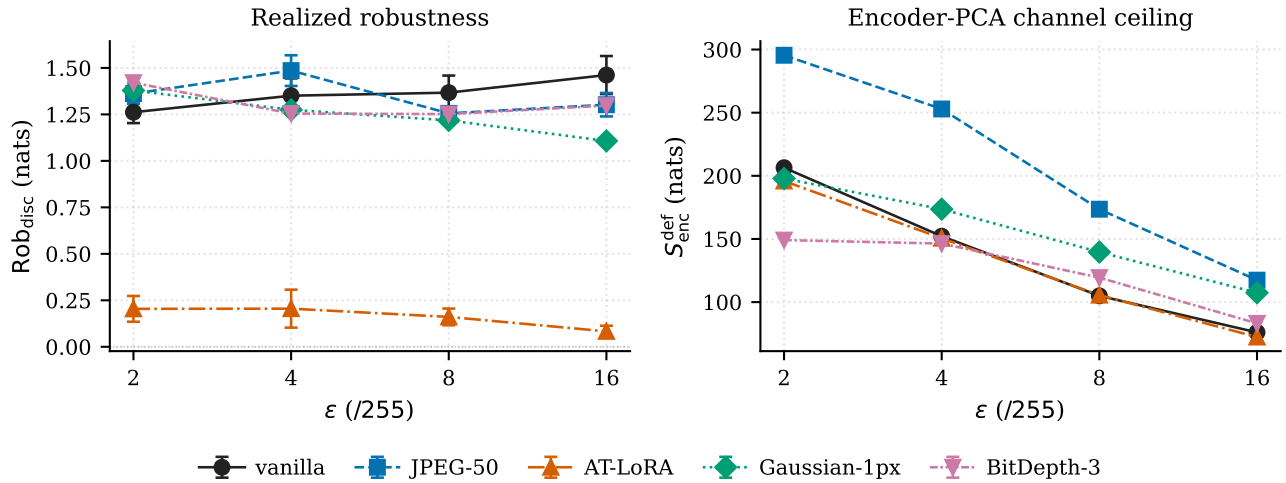 Realized robustness
Rob_disc (nats)
1.50
1.25
1.00
0.75
0.50
0.25
0.00
2 4 8 16
ε (/255)
Encoder-PCA channel ceiling
S_enc^def (nats)
300
250
200
150
100
2 4 8 16
ε (/255)
vanilla JPEG-50 AT-LoRA Gaussian-1px BitDepth-3